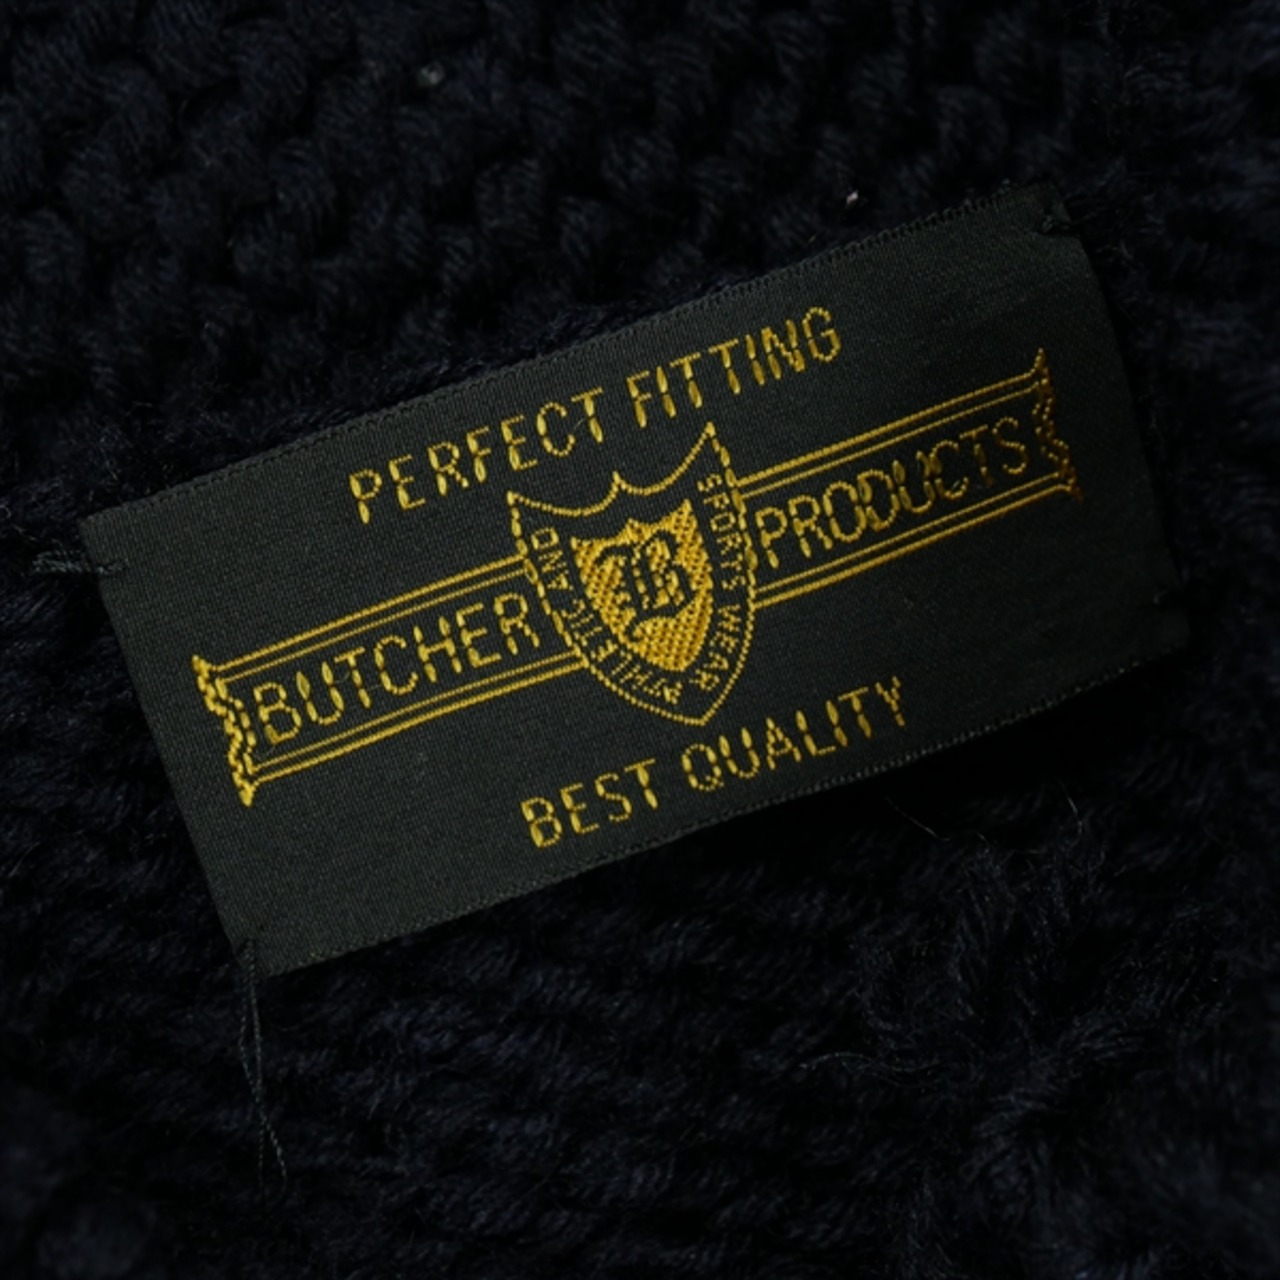 PERFECT FITTING
BUTCHER PRODUCTS
ATHLETIC AND SPORTS WEAR
B
BEST QUALITY